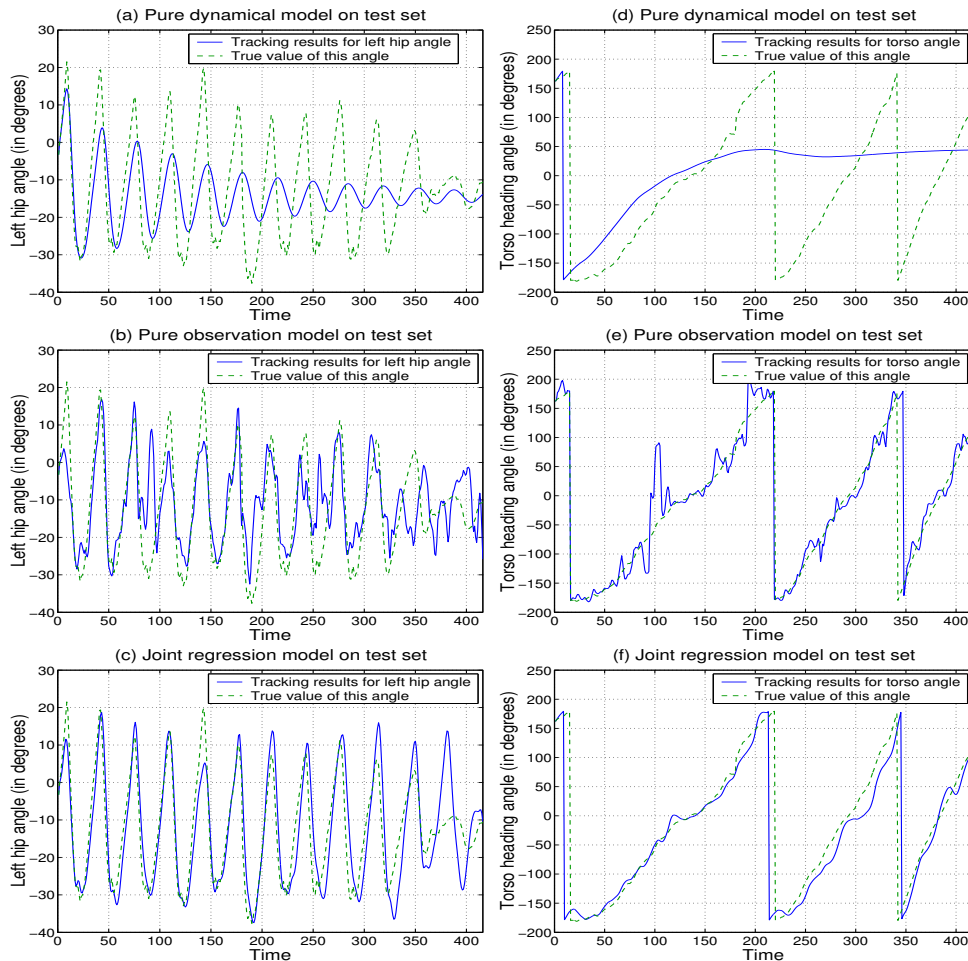 (a) Pure dynamical model on test set
Left hip angle (in degrees)
30
20
10
0
−10
−20
−30
−40
Tracking results for left hip angle
True value of this angle
0 50 100 150 200 250 300 350 400
Time
(d) Pure dynamical model on test set
Torso heading angle (in degrees)
250
200
150
100
50
0
−50
−100
−150
−200
Tracking results for torso angle
True value of this angle
0 50 100 150 200 250 300 350 400
Time
(b) Pure observation model on test set
Left hip angle (in degrees)
30
20
10
0
−10
−20
−30
−40
Tracking results for left hip angle
True value of this angle
0 50 100 150 200 250 300 350 400
Time
(e) Pure observation model on test set
Torso heading angle (in degrees)
250
200
150
100
50
0
−50
−100
−150
−200
Tracking results for torso angle
True value of this angle
0 50 100 150 200 250 300 350 400
Time
(c) Joint regression model on test set
Left hip angle (in degrees)
30
20
10
0
−10
−20
−30
−40
Tracking results for left hip angle
True value of this angle
0 50 100 150 200 250 300 350 400
Time
(f) Joint regression model on test set
Torso heading angle (in degrees)
250
200
150
100
50
0
−50
−100
−150
−200
Tracking results for torso angle
True value of this angle
0 50 100 150 200 250 300 350 400
Time